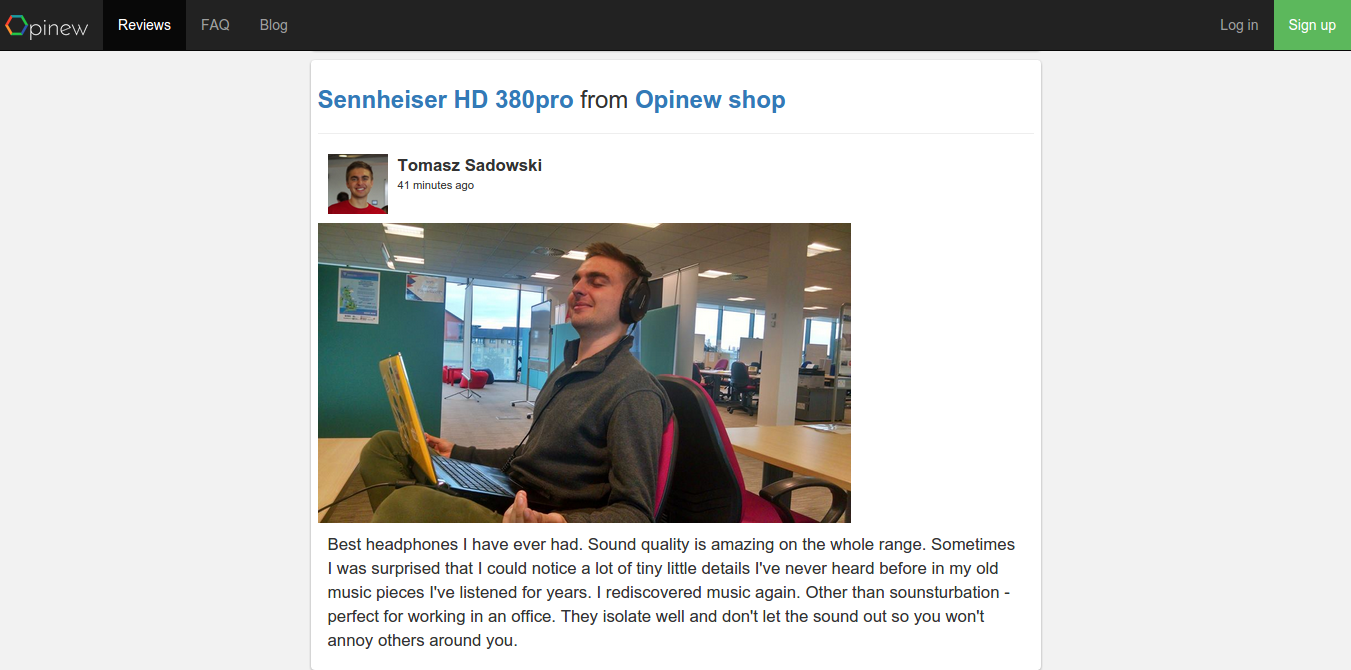 pinew Reviews FAQ Blog Log in Sign up
Sennheiser HD 380pro from Opinew shop
Tomasz Sadowski
41 minutes ago
Best headphones I have ever had. Sound quality is amazing on the whole range. Sometimes
I was surprised that I could notice a lot of tiny little details I've never heard before in my old
music pieces I've listened for years. I rediscovered music again. Other than sounsturbation -
perfect for working in an office. They isolate well and don't let the sound out so you won't
annoy others around you.